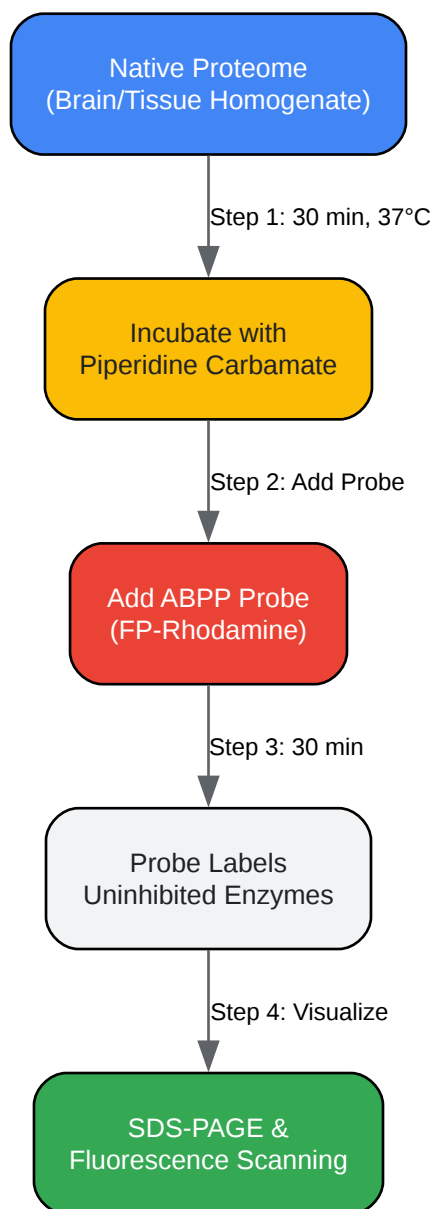 Native Proteome
(Brain/Tissue Homogenate)
Step 1: 30 min, 37°C
Incubate with
Piperidine Carbamate
Step 2: Add Probe
Add ABPP Probe
(FP-Rhodamine)
Step 3: 30 min
Probe Labels
Uninhibited Enzymes
Step 4: Visualize
SDS-PAGE &
Fluorescence Scanning